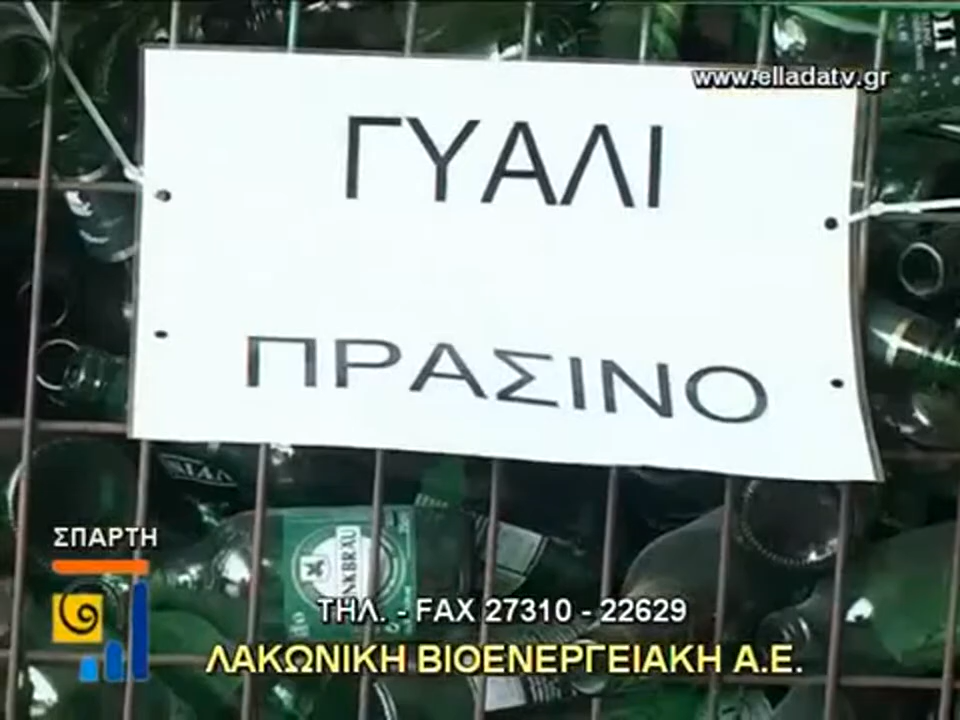 www.elladatv.gr
ΓΥΑΛΙ
ΠΡΑΣΙΝΟ
ΣΠΑΡΤΗ
ΤΗΛ. - FAX 27310 - 22629
ΛΑΚΩΝΙΚΗ ΒΙΟΕΝΕΡΓΕΙΑΚΗ Α.Ε.